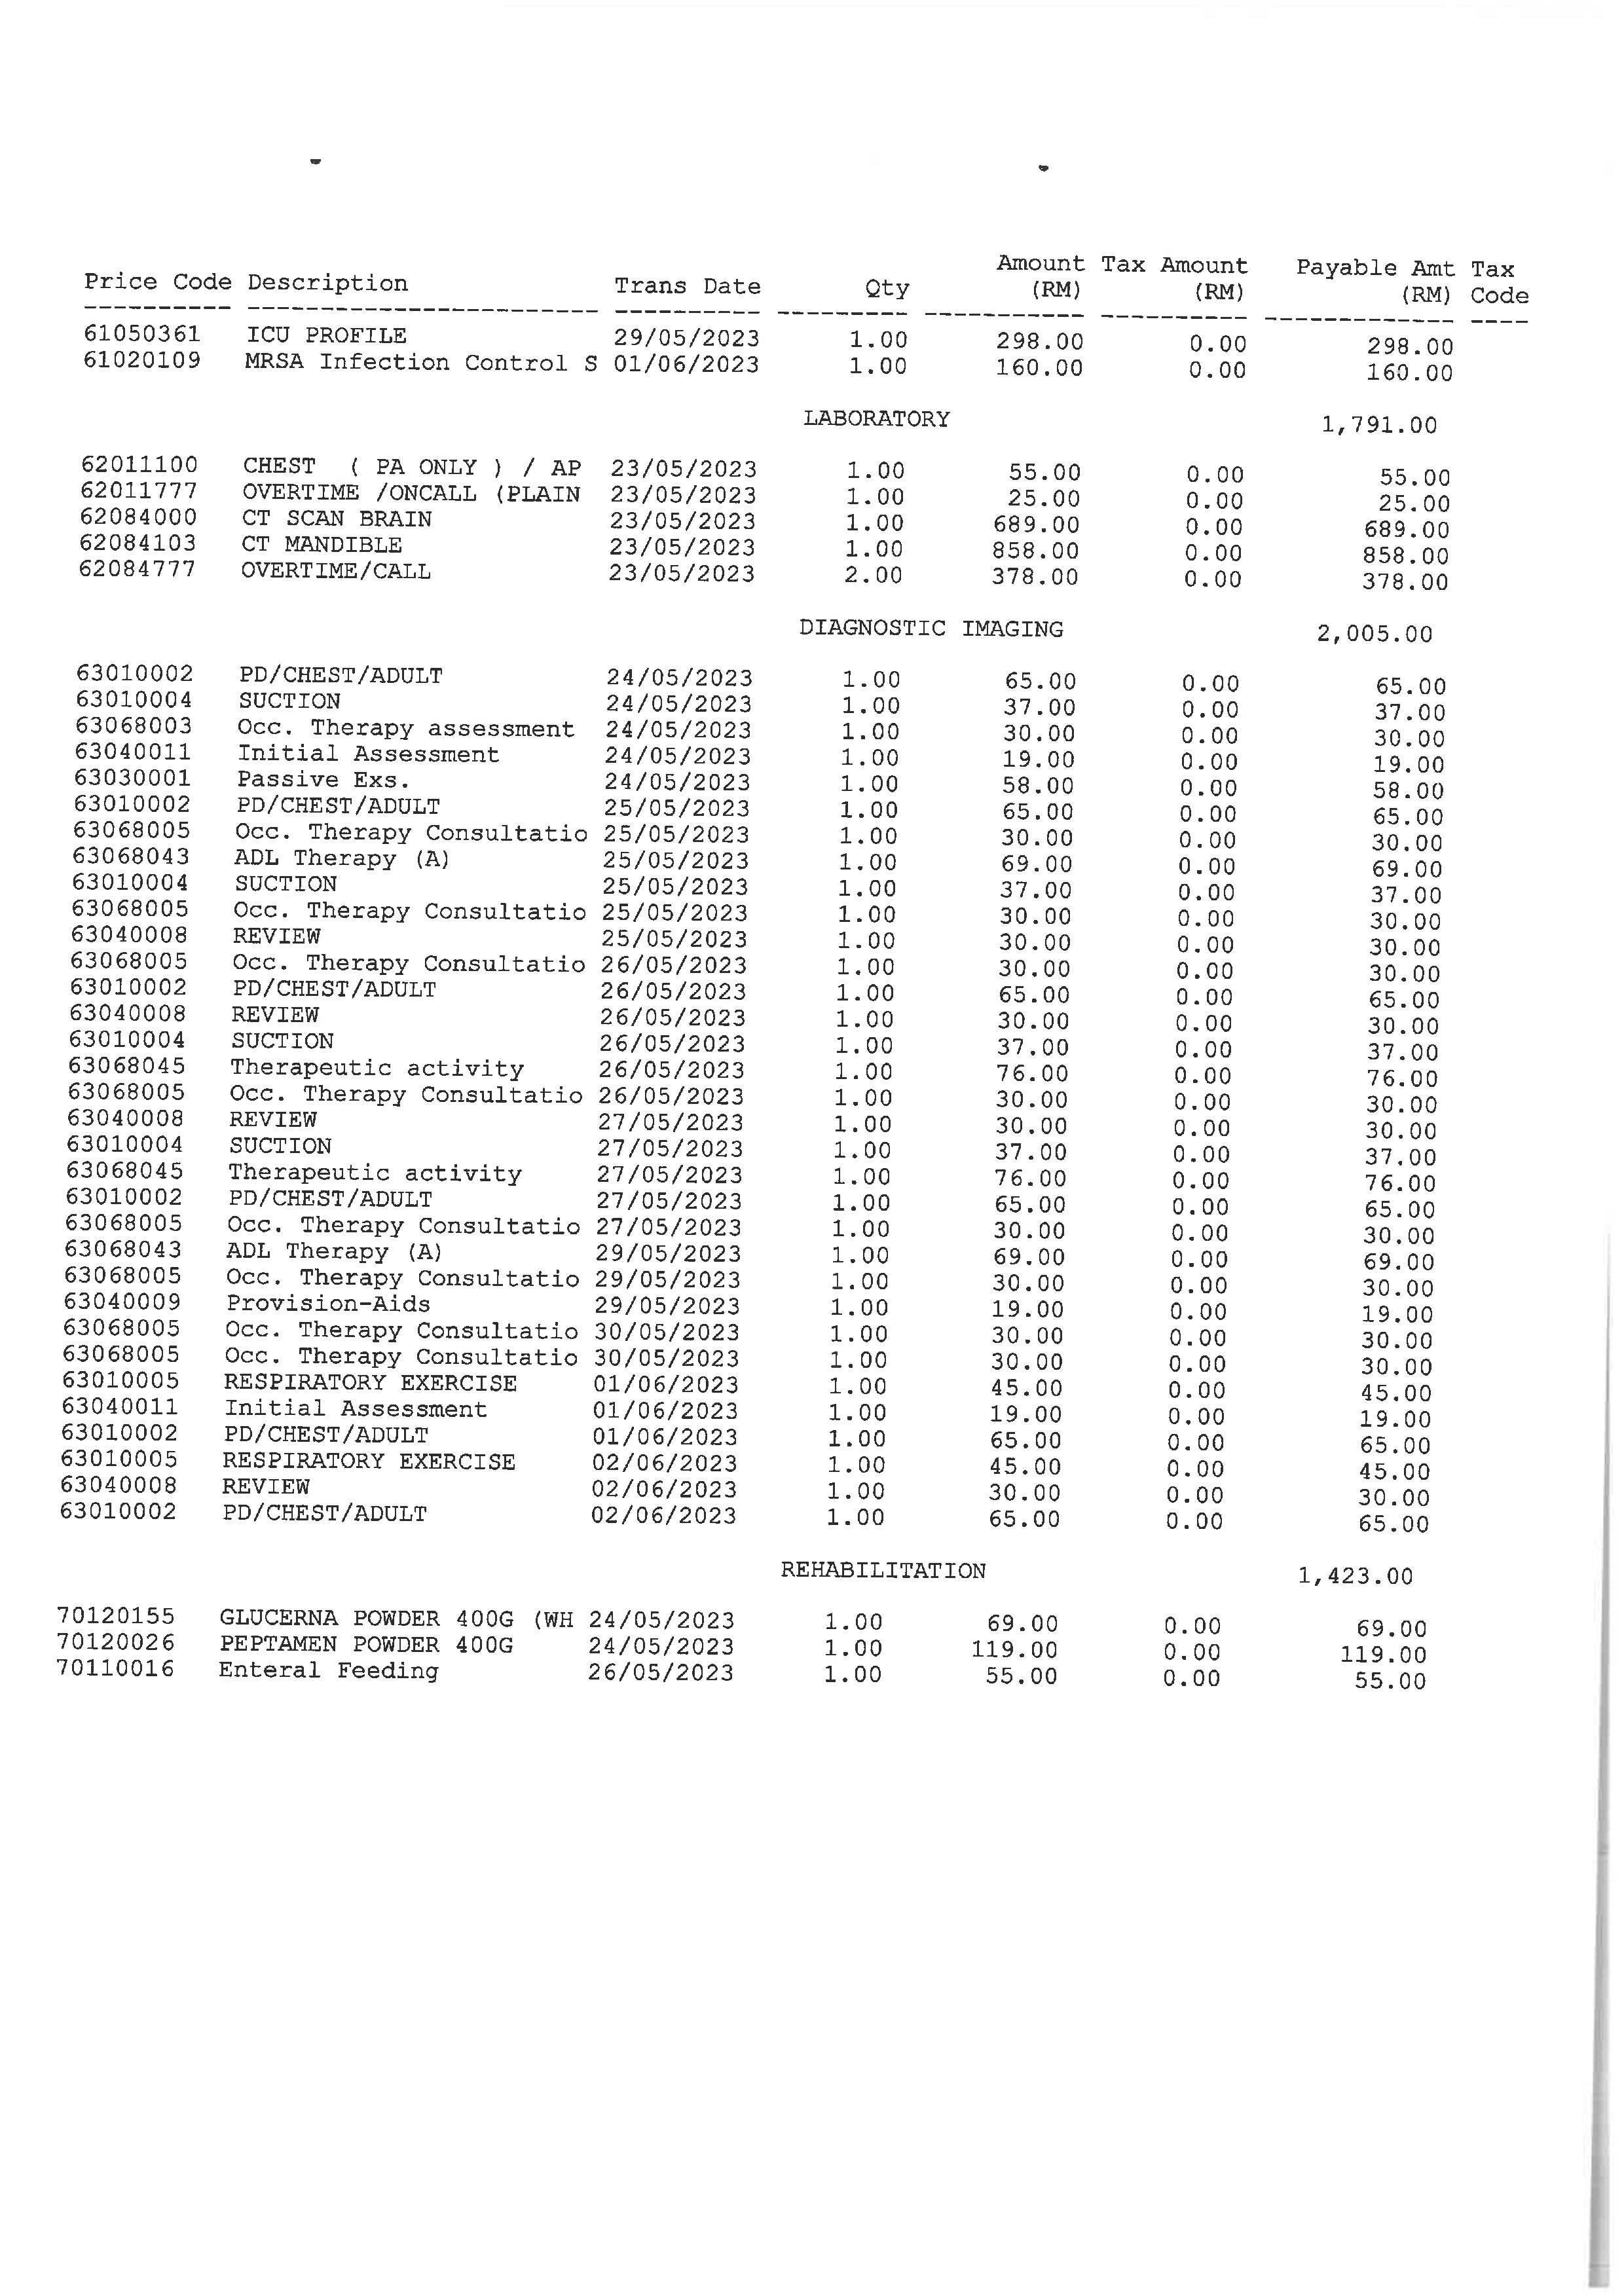 Amount Tax Amount Payable Amt Tax
Price Code Description Trans Date Qty (RM) (RM) (RM) Code
61050361 ICU PROFILE 29/05/2023 1.00 298.00 0.00 298.00
61020109 MRSA Infection Control S 01/06/2023 1.00 160.00 0.00 160.00
LABORATORY 1,791.00
62011100 CHEST ( PA ONLY ) / AP 23/05/2023 1.00 55.00 0.00 55.00
62011777 OVERTIME /ONCALL (PLAIN 23/05/2023 1.00 25.00 0.00 25.00
62084000 CT SCAN BRAIN 23/05/2023 1.00 689.00 0.00 689.00
62084103 CT MANDIBLE 23/05/2023 1.00 858.00 0.00 858.00
62084777 OVERTIME/CALL 23/05/2023 2.00 378.00 0.00 378.00
DIAGNOSTIC IMAGING 2,005.00
63010002 PD/CHEST/ADULT 24/05/2023 1.00 65.00 0.00 65.00
63010004 SUCTION 24/05/2023 1.00 37.00 0.00 37.00
63068003 Occ. Therapy assessment 24/05/2023 1.00 30.00 0.00 30.00
63040011 Initial Assessment 24/05/2023 1.00 19.00 0.00 19.00
63030001 Passive Exs. 24/05/2023 1.00 58.00 0.00 58.00
63010002 PD/CHEST/ADULT 25/05/2023 1.00 65.00 0.00 65.00
63068005 Occ. Therapy Consultatio 25/05/2023 1.00 30.00 0.00 30.00
63068043 ADL Therapy (A) 25/05/2023 1.00 69.00 0.00 69.00
63010004 SUCTION 25/05/2023 1.00 37.00 0.00 37.00
63068005 Occ. Therapy Consultatio 25/05/2023 1.00 30.00 0.00 30.00
63040008 REVIEW 25/05/2023 1.00 30.00 0.00 30.00
63068005 Occ. Therapy Consultatio 26/05/2023 1.00 30.00 0.00 30.00
63010002 PD/CHEST/ADULT 26/05/2023 1.00 65.00 0.00 65.00
63040008 REVIEW 26/05/2023 1.00 30.00 0.00 30.00
63010004 SUCTION 26/05/2023 1.00 37.00 0.00 37.00
63068045 Therapeutic activity 26/05/2023 1.00 76.00 0.00 76.00
63068005 Occ. Therapy Consultatio 26/05/2023 1.00 30.00 0.00 30.00
63040008 REVIEW 27/05/2023 1.00 30.00 0.00 30.00
63010004 SUCTION 27/05/2023 1.00 37.00 0.00 37.00
63068045 Therapeutic activity 27/05/2023 1.00 76.00 0.00 76.00
63010002 PD/CHEST/ADULT 27/05/2023 1.00 65.00 0.00 65.00
63068005 Occ. Therapy Consultatio 27/05/2023 1.00 30.00 0.00 30.00
63068043 ADL Therapy (A) 29/05/2023 1.00 69.00 0.00 69.00
63068005 Occ. Therapy Consultatio 29/05/2023 1.00 30.00 0.00 30.00
63040009 Provision-Aids 29/05/2023 1.00 19.00 0.00 19.00
63068005 Occ. Therapy Consultatio 30/05/2023 1.00 30.00 0.00 30.00
63068005 Occ. Therapy Consultatio 30/05/2023 1.00 30.00 0.00 30.00
63010005 RESPIRATORY EXERCISE 01/06/2023 1.00 45.00 0.00 45.00
63040011 Initial Assessment 01/06/2023 1.00 19.00 0.00 19.00
63010002 PD/CHEST/ADULT 01/06/2023 1.00 65.00 0.00 65.00
63010005 RESPIRATORY EXERCISE 02/06/2023 1.00 45.00 0.00 45.00
63040008 REVIEW 02/06/2023 1.00 30.00 0.00 30.00
63010002 PD/CHEST/ADULT 02/06/2023 1.00 65.00 0.00 65.00
REHABILITATION 1,423.00
70120155 GLUCERNA POWDER 400G (WH 24/05/2023 1.00 69.00 0.00 69.00
70120026 PEPTAMEN POWDER 400G 24/05/2023 1.00 119.00 0.00 119.00
70110016 Enteral Feeding 26/05/2023 1.00 55.00 0.00 55.00